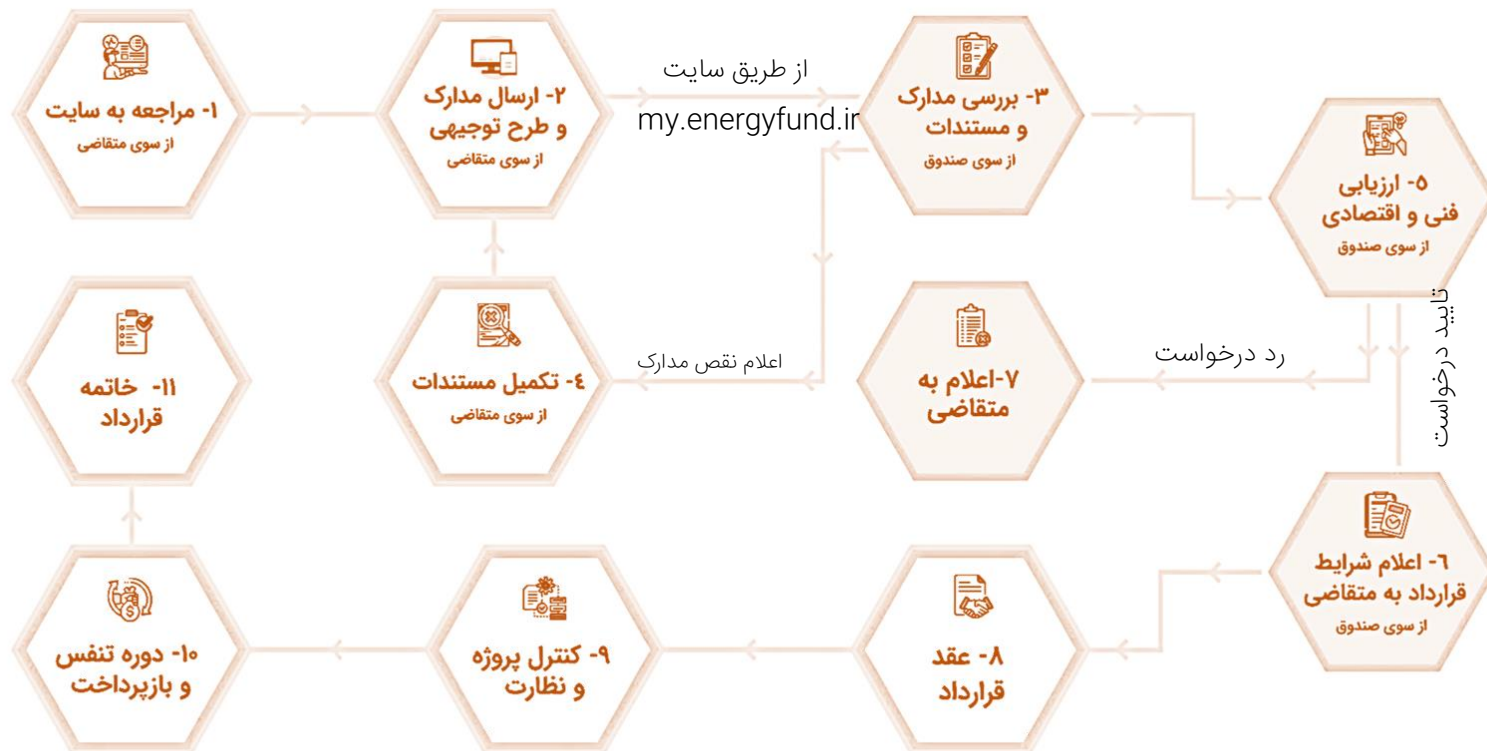 ۱- مراجعه به سایت
از سوی متقاضی
۲- ارسال مدارک
و طرح توجیهی
از سوی متقاضی
از طریق سایت
my.energyfund.ir
۳- بررسی مدارک
و مستندات
از سوی صندوق
۵- ارزیابی
فنی و اقتصادی
از سوی صندوق
تایید درخواست
رد درخواست
۷-اعلام به
متقاضی
اعلام نقص مدارک
٤- تکمیل مستندات
از سوی متقاضی
۱۱- خاتمه
قرارداد
٦- اعلام شرایط
قرارداد به متقاضی
از سوی صندوق
۸- عقد
قرارداد
۹- کنترل پروژه
و نظارت
۱۰- دوره تنفس
و بازپرداخت